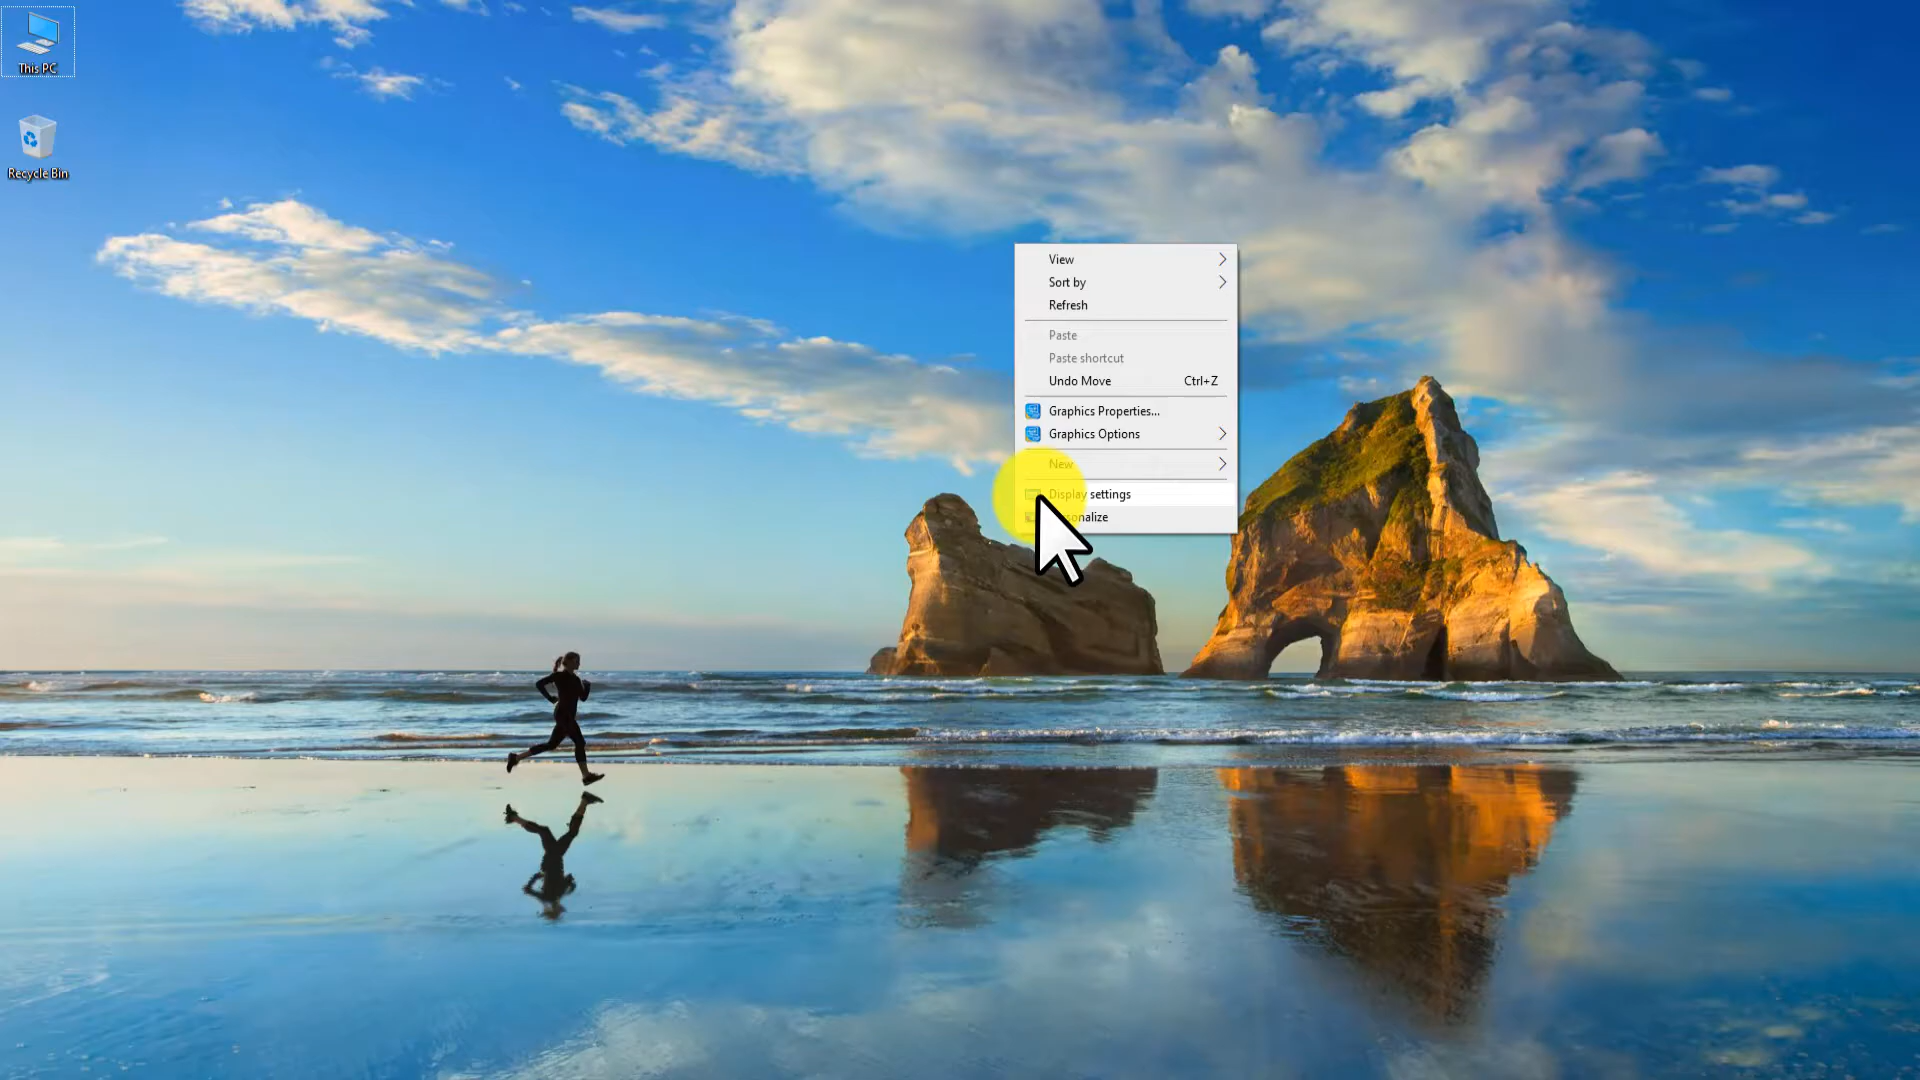 This PC
Recycle Bin
View
Sort by
Refresh
Paste
Paste shortcut
Undo Move Ctrl+Z
Graphics Properties...
Graphics Options
New
Display settings
sonalize